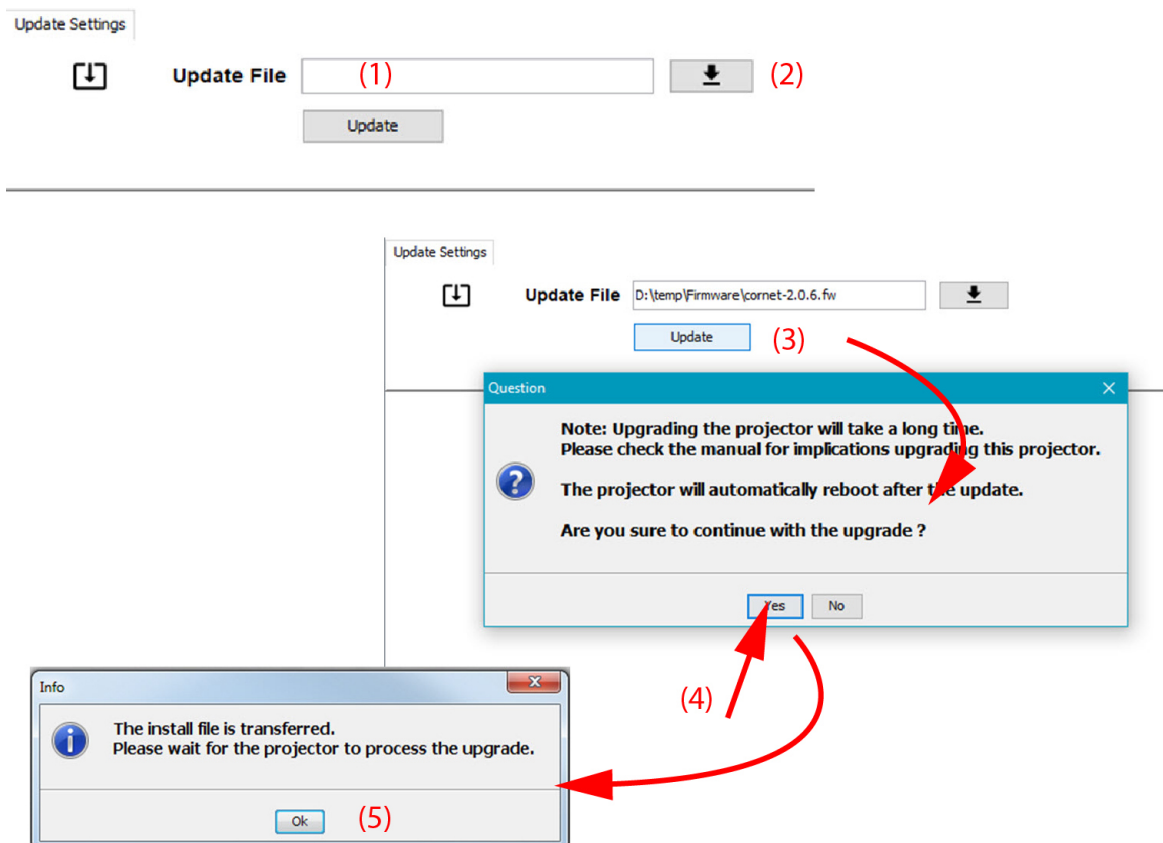 Update Settings
Update File (1) (2)
Update
Update Settings
Update File D:\temp\Firmware\cornet-2.0.6.fw
Update (3)
Question
Note: Upgrading the projector will take a long time.
Please check the manual for implications upgrading this projector.
The projector will automatically reboot after the update.
Are you sure to continue with the upgrade ?
Yes No
(4)
Info
The install file is transferred.
Please wait for the projector to process the upgrade.
Ok (5)